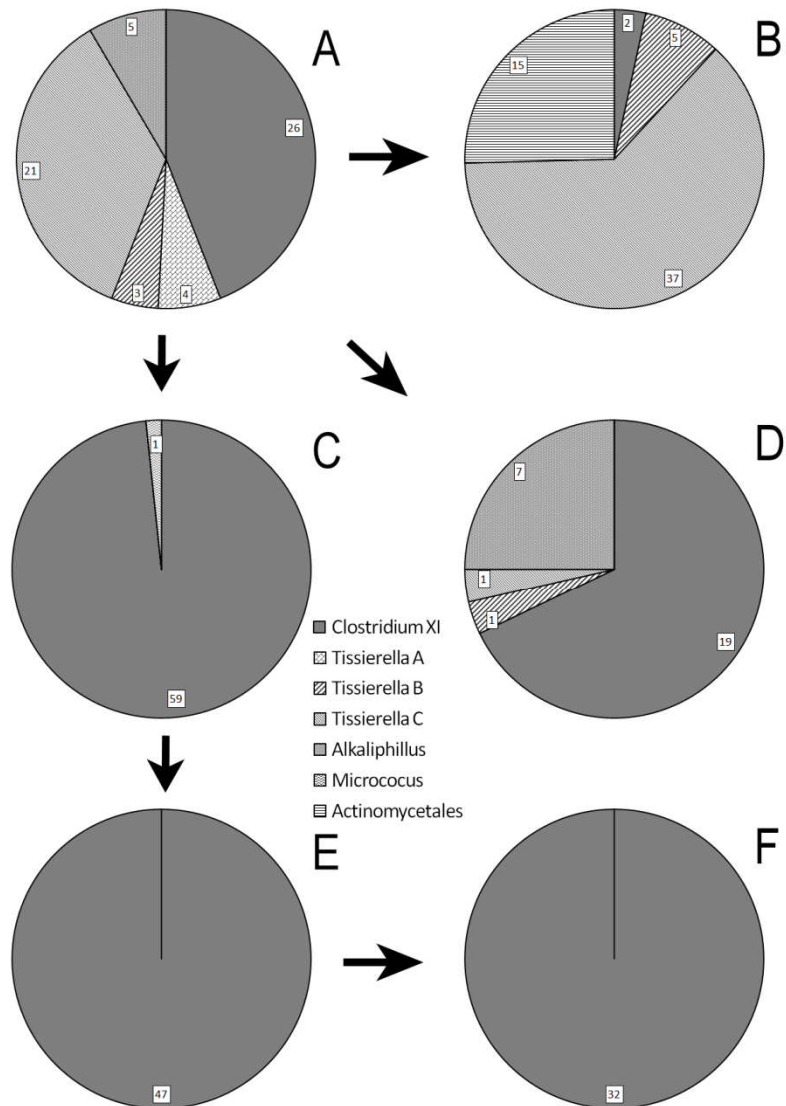 5
A
26
21
3
4
2
5
B
15
37
1
C
59
7
D
1
1
19
Clostridium XI
Tissierella A
Tissierella B
Tissierella C
Alkaliphillus
Micrococus
Actinomycetales
E
47
F
32